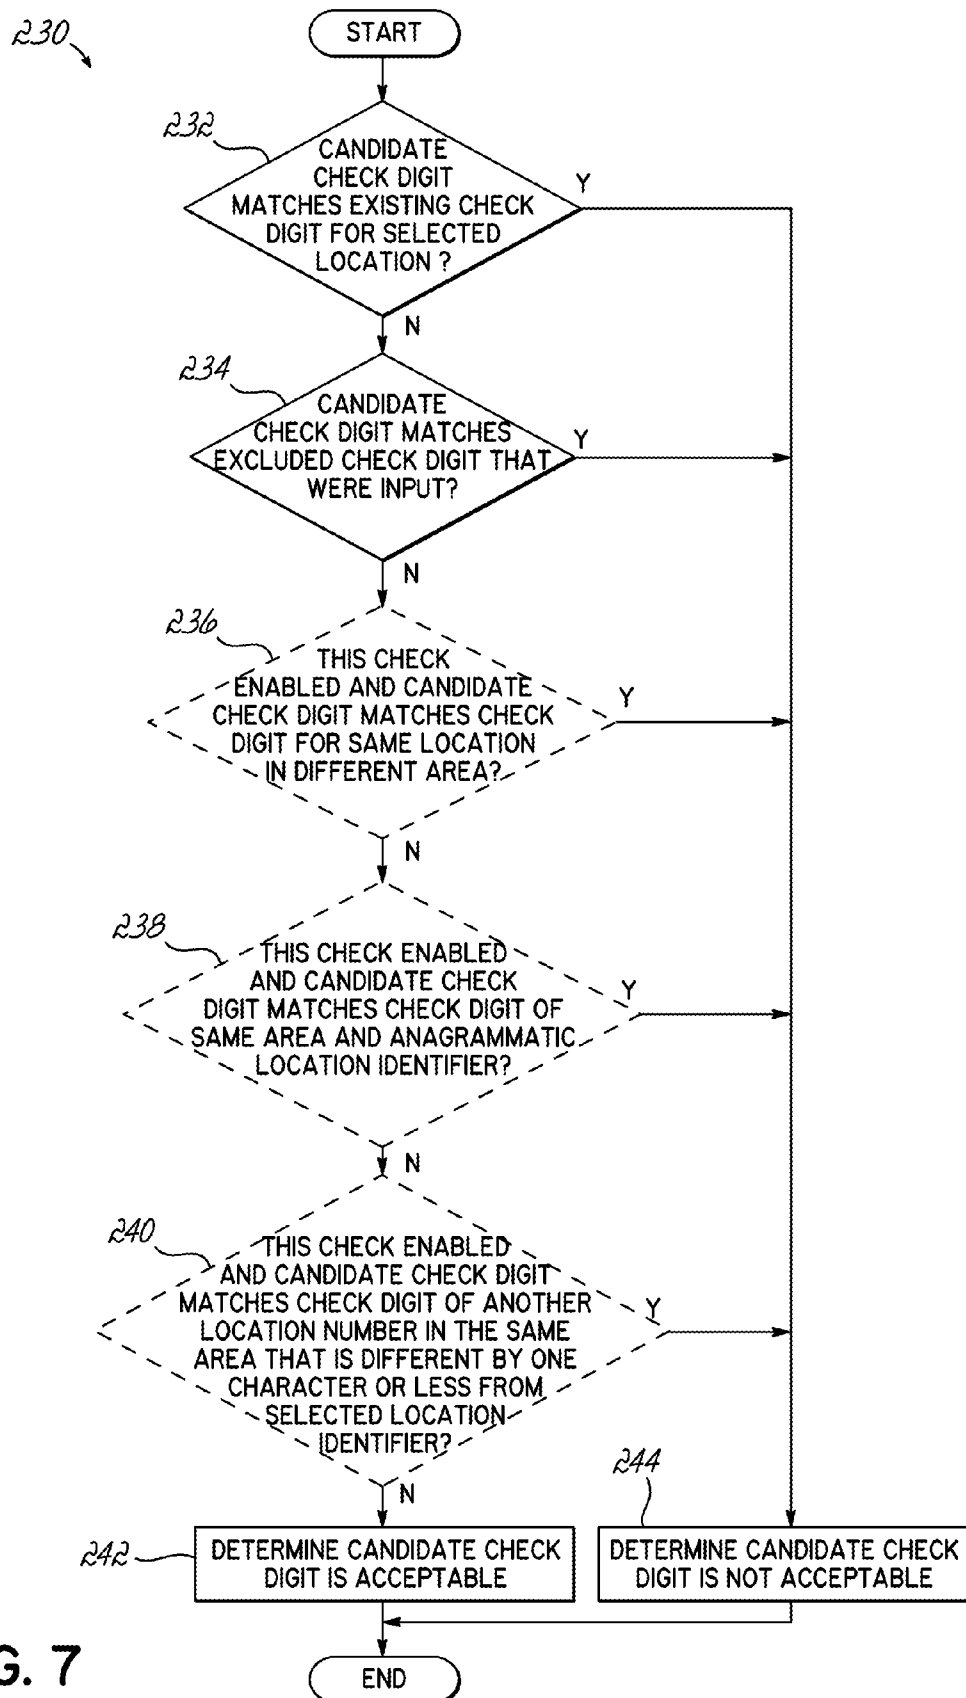 230
START
232
CANDIDATE
CHECK DIGIT
MATCHES EXISTING CHECK
DIGIT FOR SELECTED
LOCATION ?
Y
N
234
CANDIDATE
CHECK DIGIT MATCHES
EXCLUDED CHECK DIGIT THAT
WERE INPUT?
Y
N
236
THIS CHECK
ENABLED AND CANDIDATE
CHECK DIGIT MATCHES CHECK
DIGIT FOR SAME LOCATION
IN DIFFERENT AREA?
Y
N
238
THIS CHECK ENABLED
AND CANDIDATE CHECK
DIGIT MATCHES CHECK DIGIT OF
SAME AREA AND ANAGRAMMATIC
LOCATION IDENTIFIER?
Y
N
240
THIS CHECK ENABLED
AND CANDIDATE CHECK DIGIT
MATCHES CHECK DIGIT OF ANOTHER
LOCATION NUMBER IN THE SAME
AREA THAT IS DIFFERENT BY ONE
CHARACTER OR LESS FROM
SELECTED LOCATION
IDENTIFIER?
Y
N
242
DETERMINE CANDIDATE CHECK
DIGIT IS ACCEPTABLE
244
DETERMINE CANDIDATE CHECK
DIGIT IS NOT ACCEPTABLE
END
G. 7